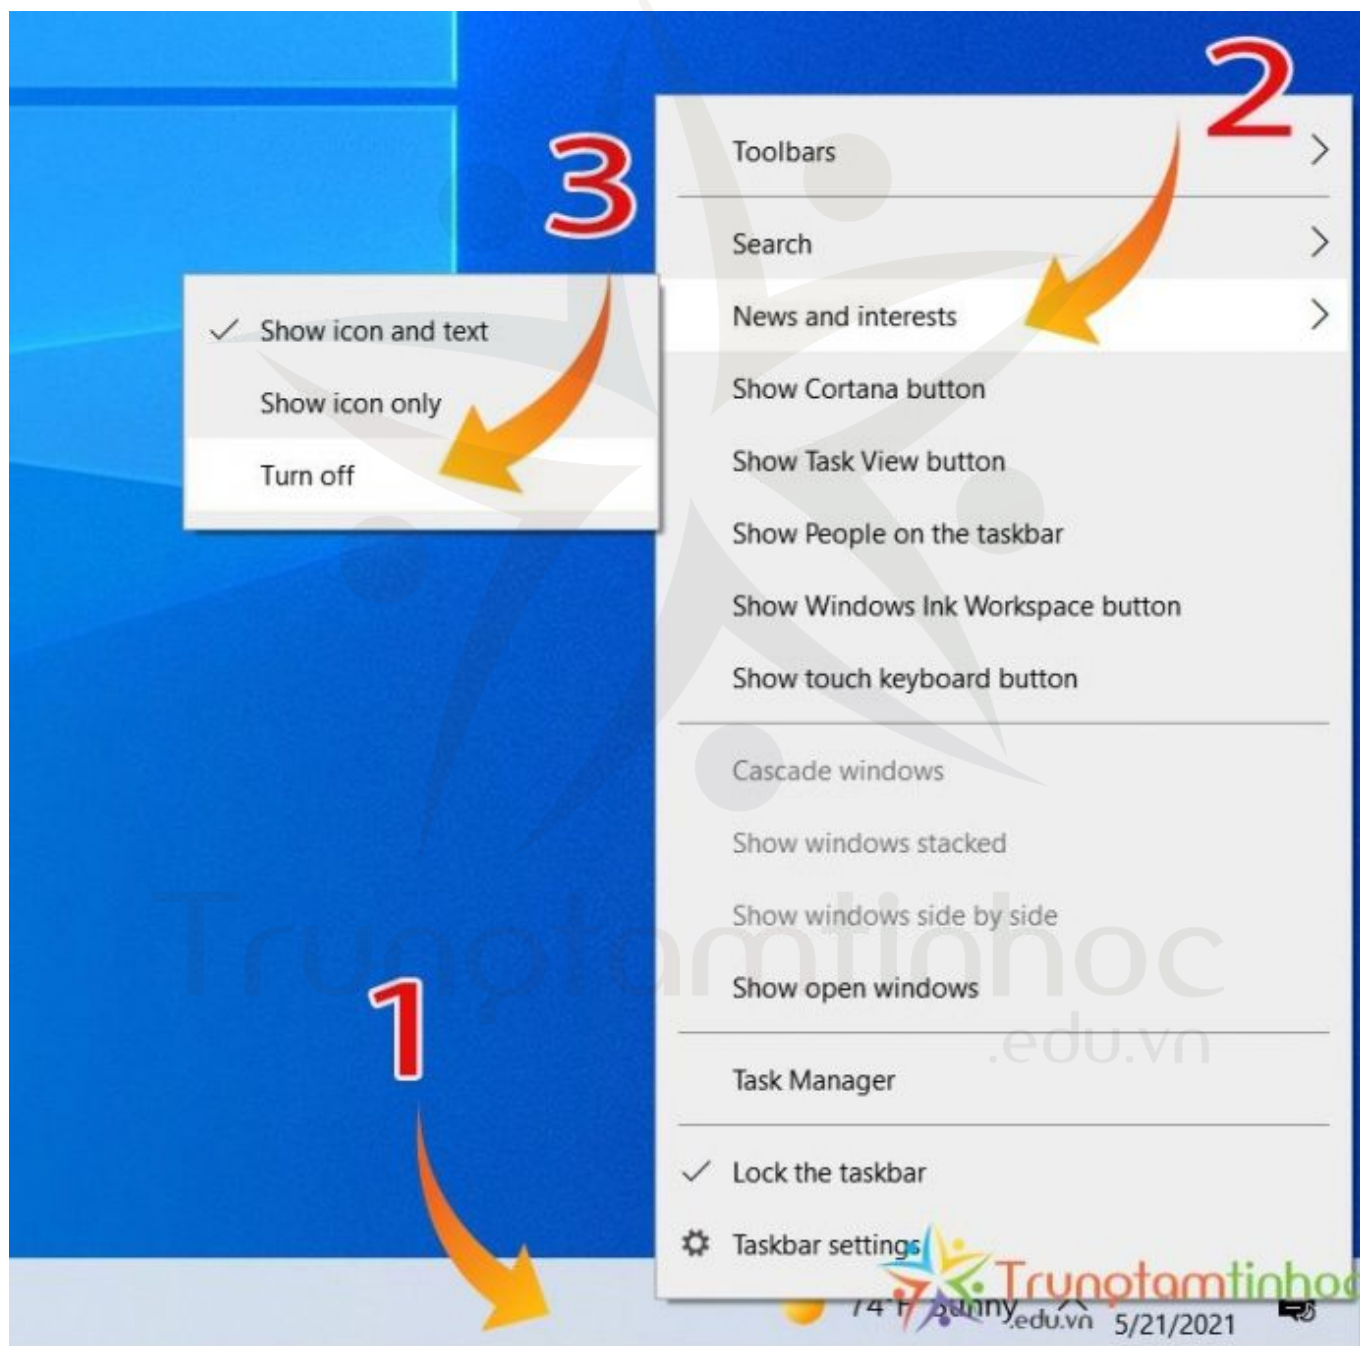 2
Toolbars
3
Search
News and interests
Show icon and text
Show icon only
Turn off
Show Cortana button
Show Task View button
Show People on the taskbar
Show Windows Ink Workspace button
Show touch keyboard button
Cascade windows
Show windows stacked
Show windows side by side
Show open windows
Trungtamtinhoc
.edu.vn
1
Task Manager
Lock the taskbar
Taskbar settings
Trungtamtinhoc
.edu.vn
74°F Sunny
5/21/2021